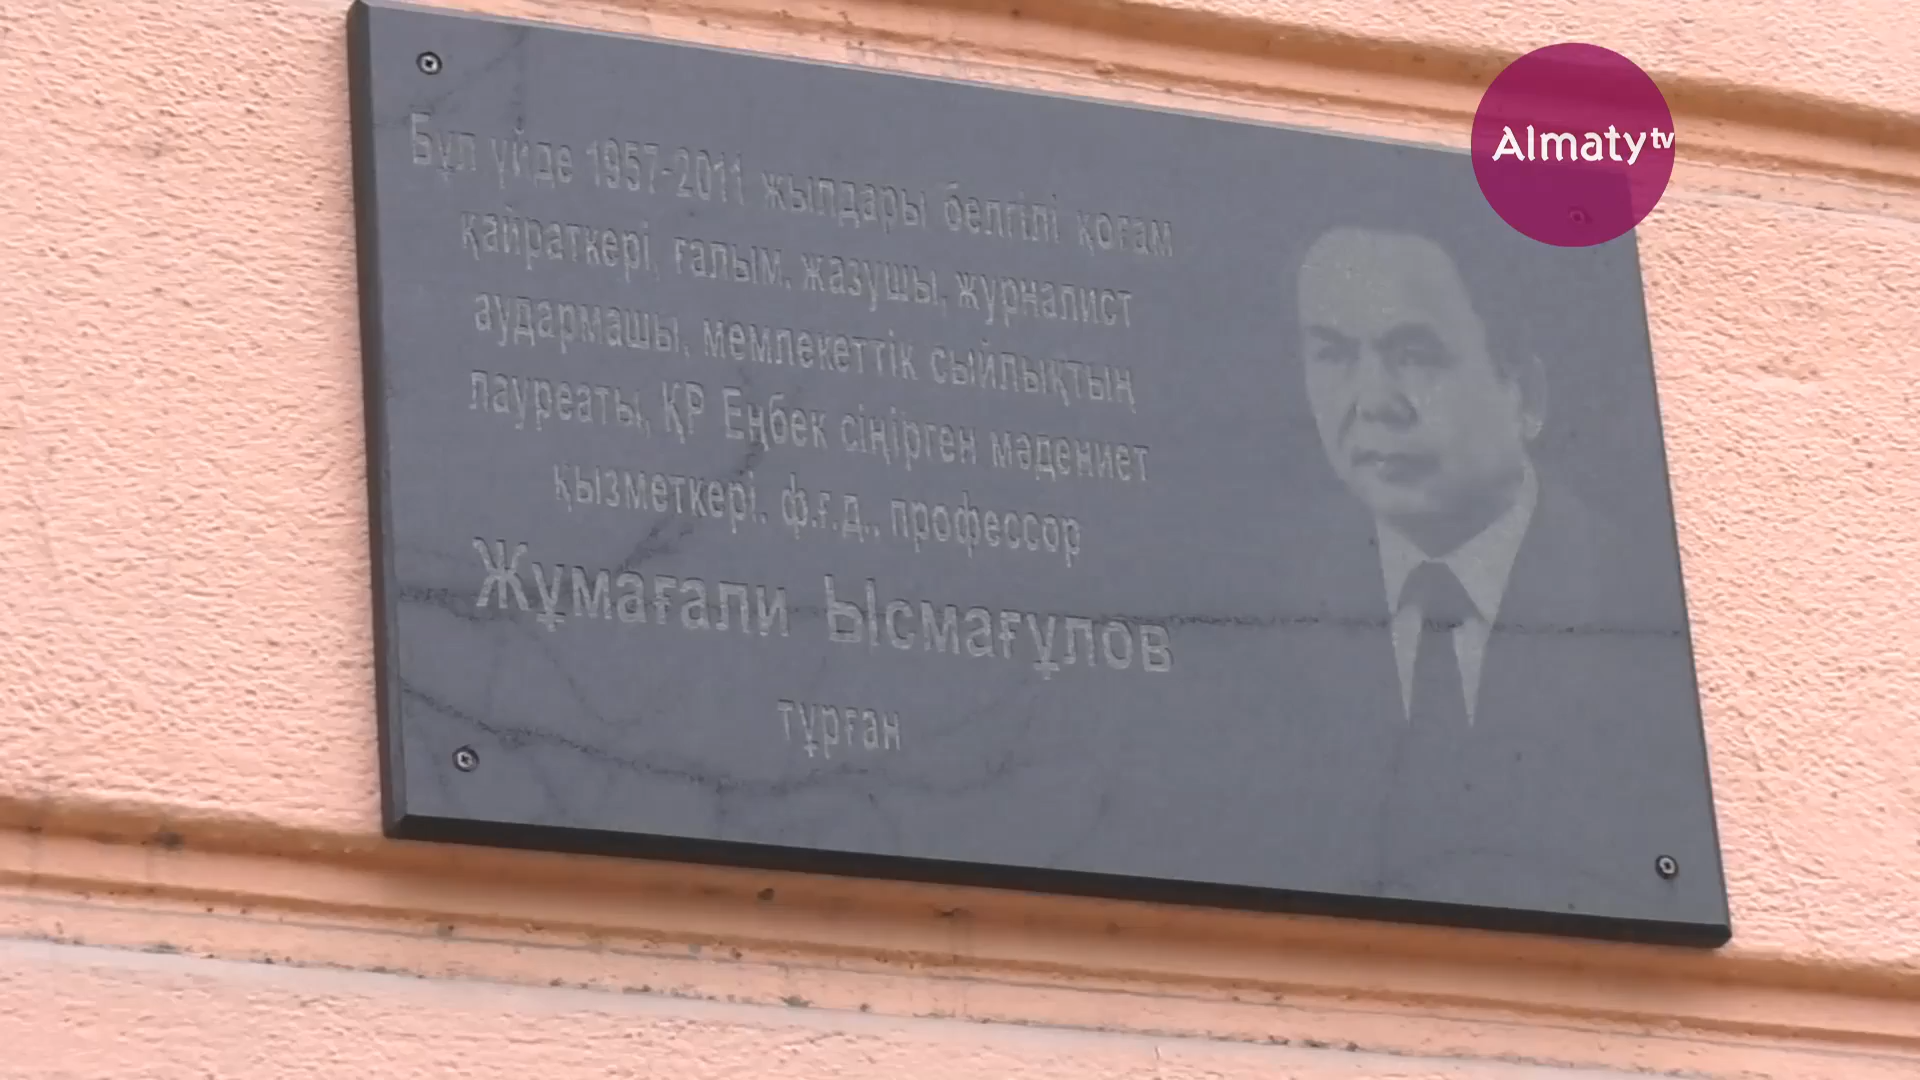 Бұл үйде 1957-2011 жылдары белгілі қоғам
қайраткері, ғалым, жазушы, журналист
аудармашы, мемлекеттік сыйлықтың
лауреаты, ҚР Еңбек сіңірген мәдениет
қызметкері, ф.ғ.д., профессор
Жұмағали Ысмағұлов
тұрған
Almaty tv